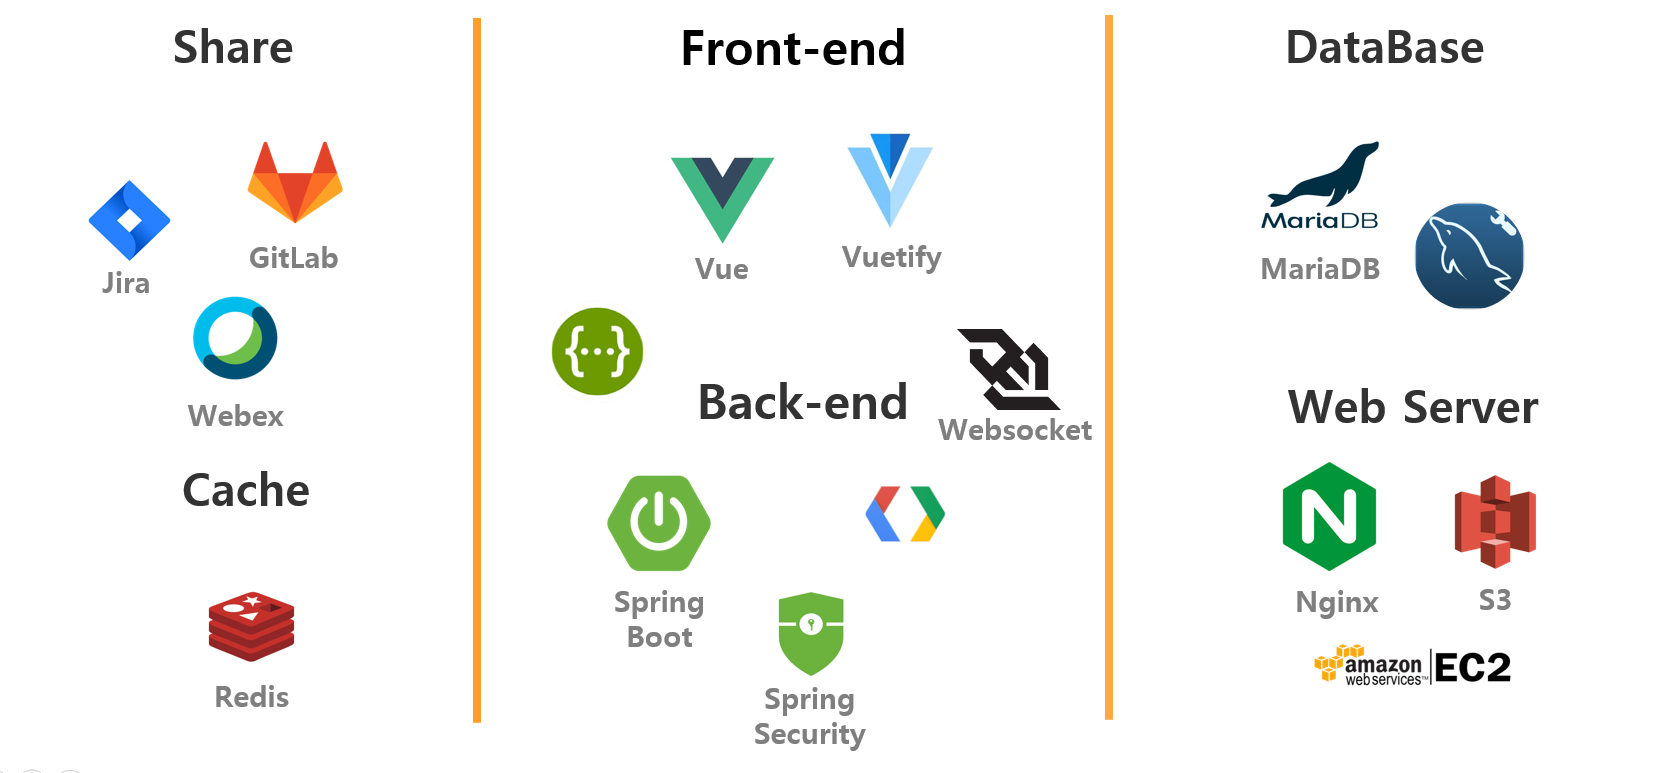 Share
Jira
GitLab
Webex
Cache
Redis
Front-end
Vue
Vuetify
{...}
Back-end
Websocket
Spring
Boot
Spring
Security
DataBase
MariaDB
MariaDB
Web Server
N
Nginx
S3
amazon
web services™
EC2